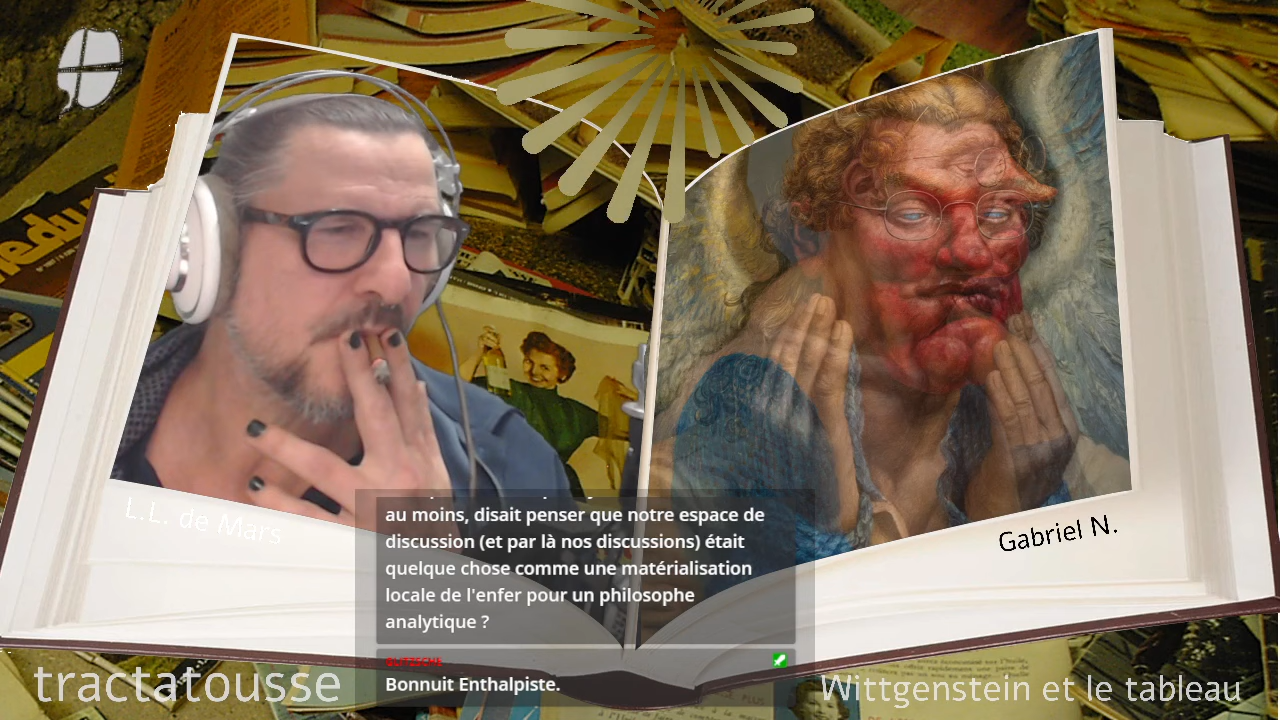 L.L. de Mars
Gabriel N.
au moins, disait penser que notre espace de
discussion (et par là nos discussions) était
quelque chose comme une matérialisation
locale de l'enfer pour un philosophe
analytique ?
Bonnuit Enthalpiste.
tractatousse
Wittgenstein et le tableau